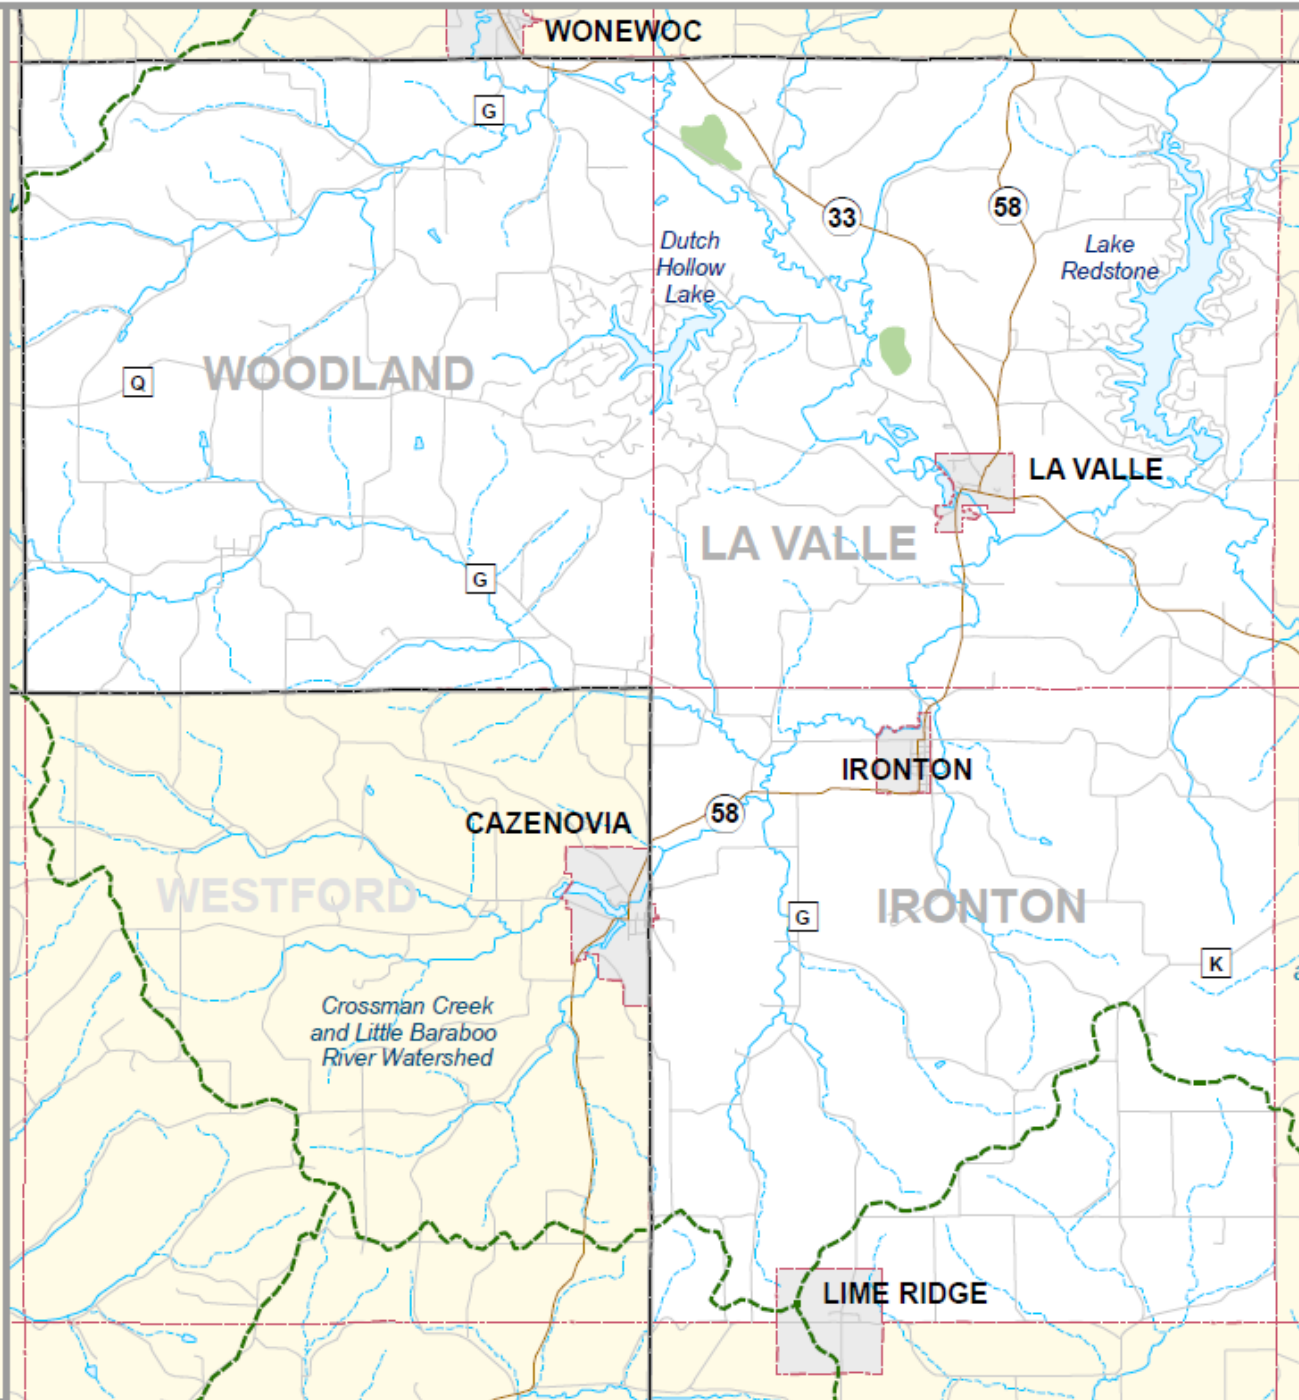 WONEWOC
G
33
58
Dutch
Hollow
Lake
Lake
Redstone
WOODLAND
Q
LA VALLE
LA VALLE
G
IRONTON
58
CAZENOVIA
WESTFORD
IRONTON
G
K
Crossman Creek
and Little Baraboo
River Watershed
LIME RIDGE